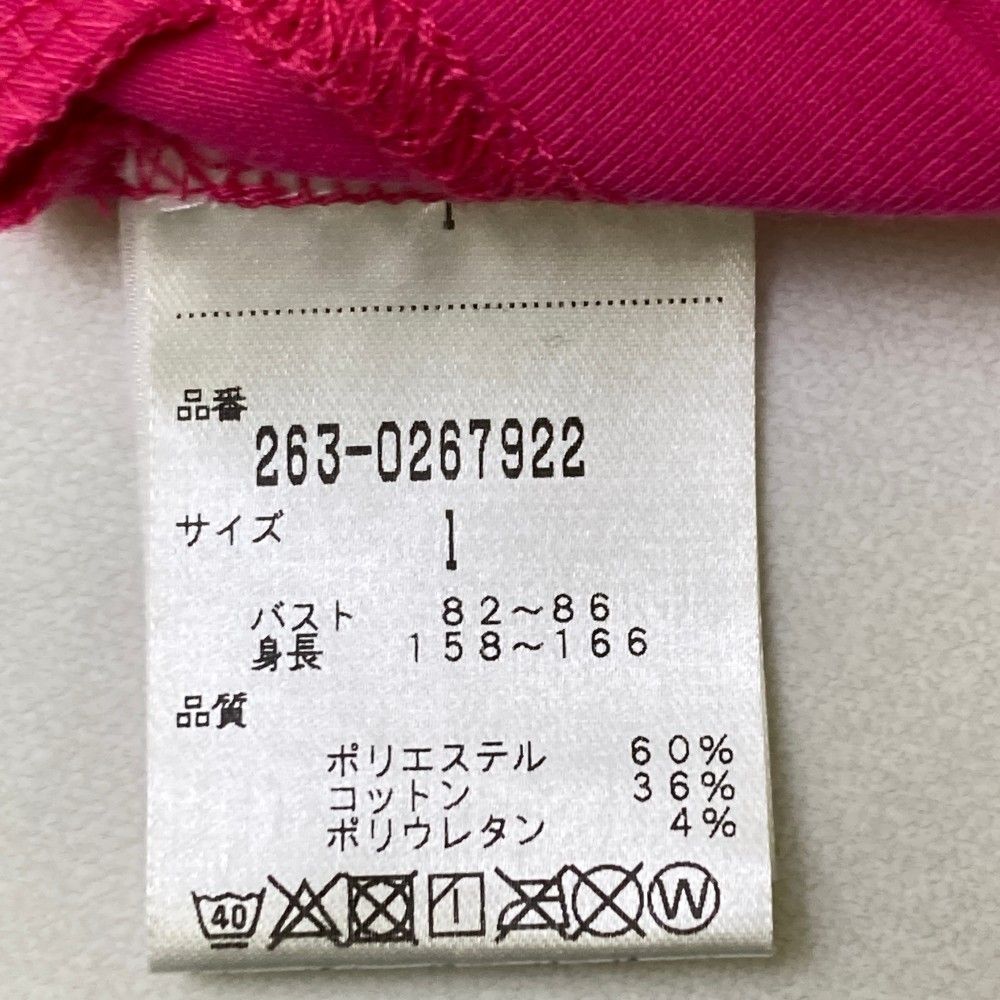 品番
263-0267922
サイズ 1
バスト 82～86
身長 158～166
品質
ポリエステル 60%
コットン 36%
ポリウレタン 4%
40 W